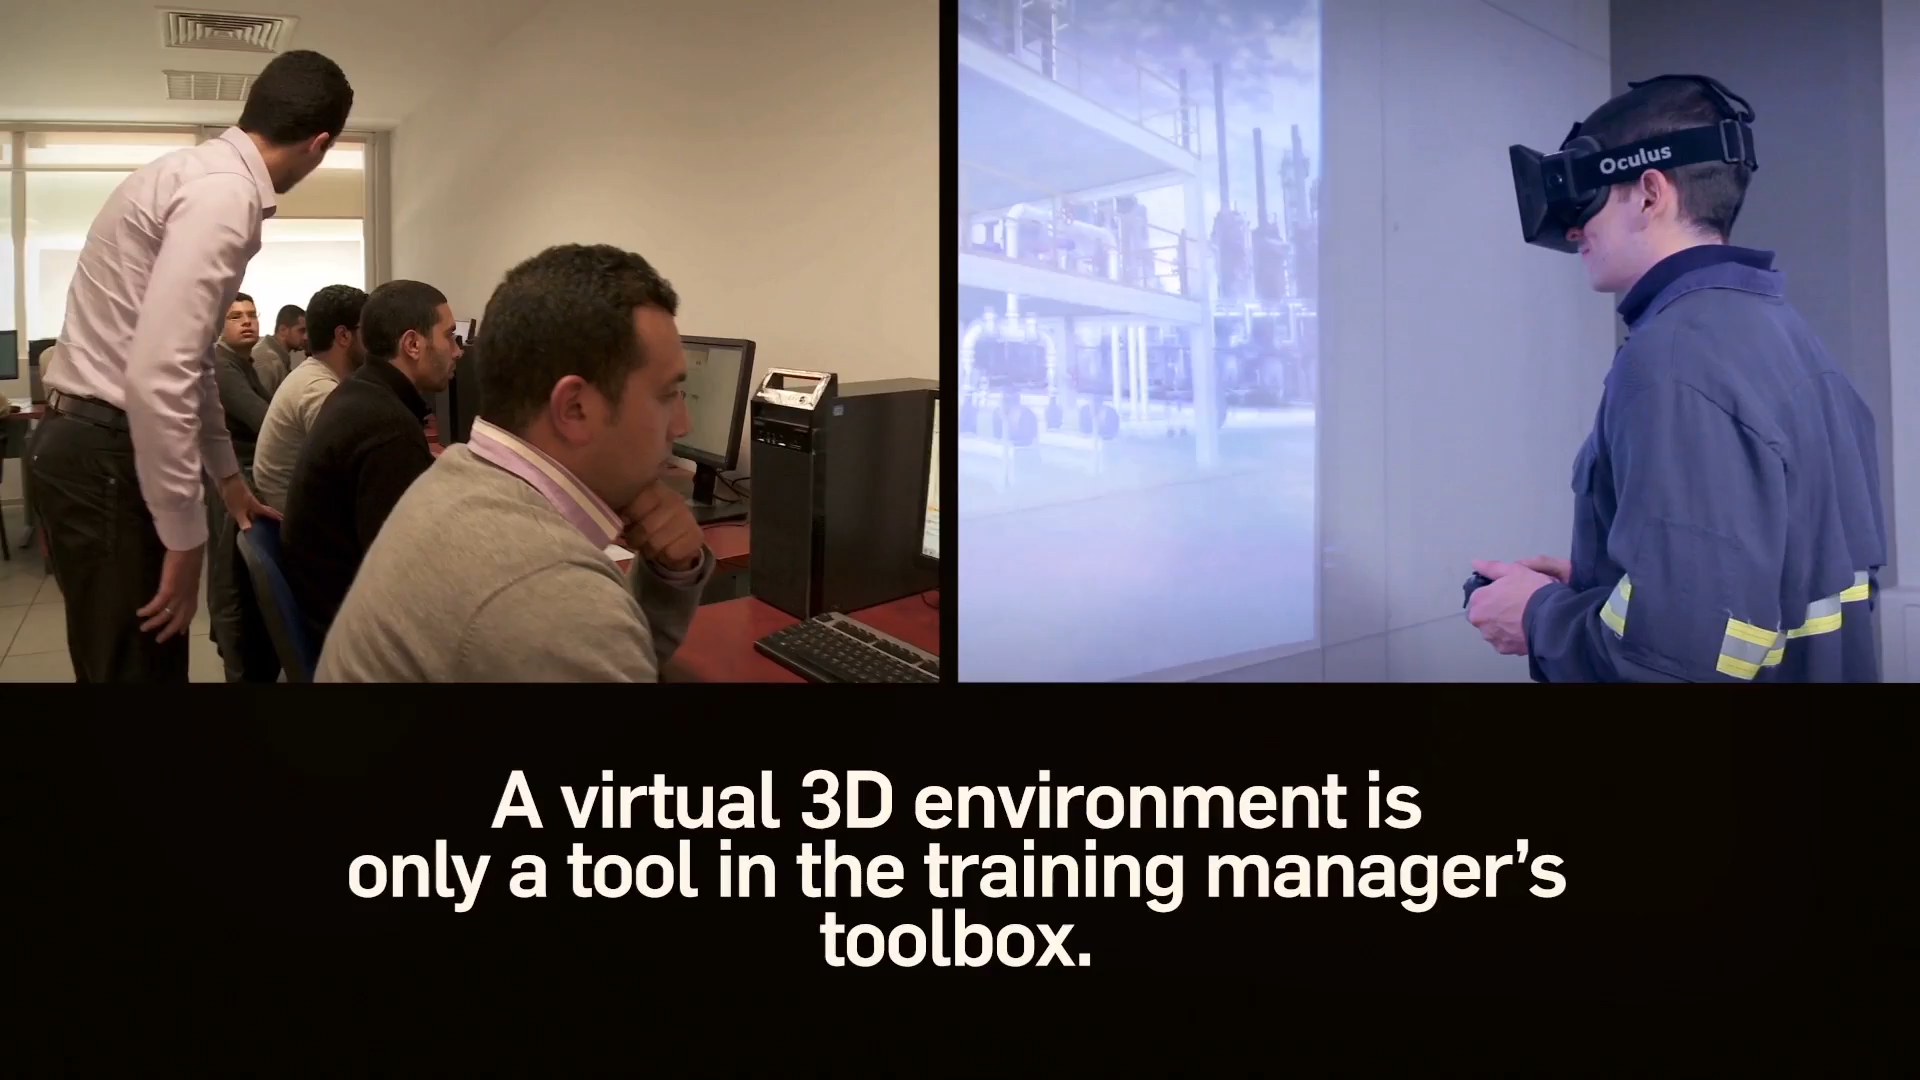 Oculus
A virtual 3D environment is
only a tool in the training manager’s
toolbox.